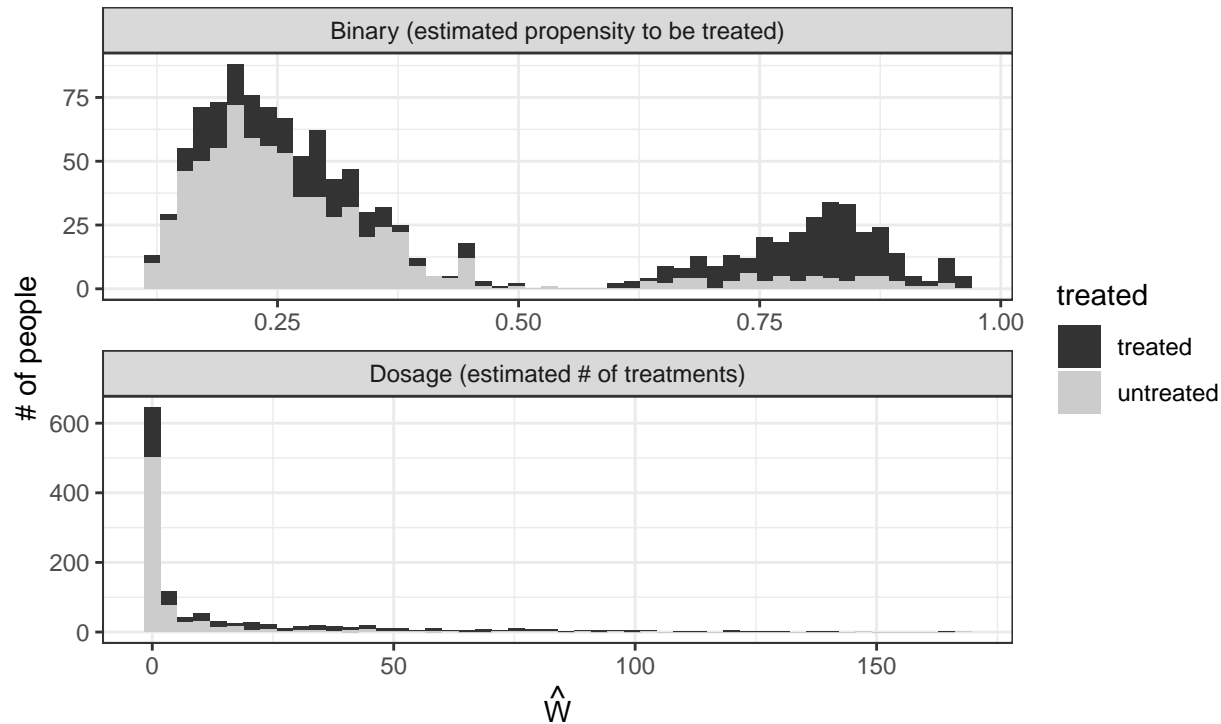 Binary (estimated propensity to be treated)
75
50
25
0
0.25 0.50 0.75 1.00
# of people
treated
treated
untreated
Dosage (estimated # of treatments)
600
400
200
0
0 50 100 150
Ŵ